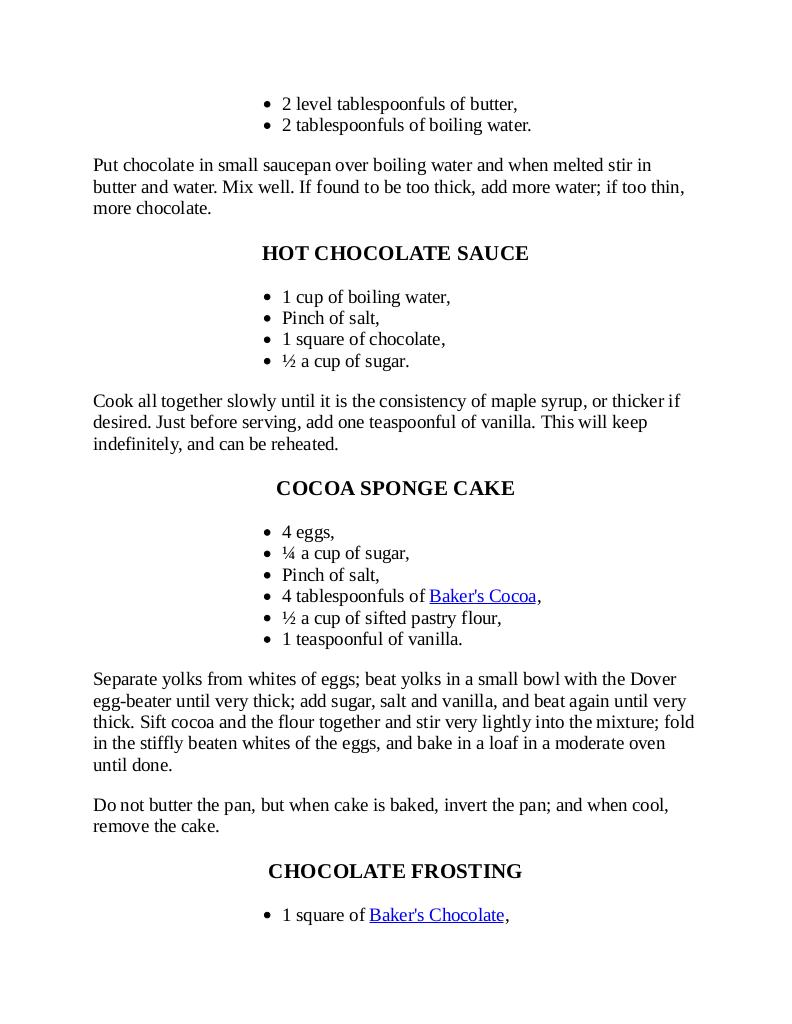 • 2 level tablespoonfuls of butter,
• 2 tablespoonfuls of boiling water.
Put chocolate in small saucepan over boiling water and when melted stir in
butter and water. Mix well. If found to be too thick, add more water; if too thin,
more chocolate.
HOT CHOCOLATE SAUCE
• 1 cup of boiling water,
• Pinch of salt,
• 1 square of chocolate,
• ½ a cup of sugar.
Cook all together slowly until it is the consistency of maple syrup, or thicker if
desired. Just before serving, add one teaspoonful of vanilla. This will keep
indefinitely, and can be reheated.
COCOA SPONGE CAKE
• 4 eggs,
• ¼ a cup of sugar,
• Pinch of salt,
• 4 tablespoonfuls of Baker's Cocoa,
• ½ a cup of sifted pastry flour,
• 1 teaspoonful of vanilla.
Separate yolks from whites of eggs; beat yolks in a small bowl with the Dover
egg-beater until very thick; add sugar, salt and vanilla, and beat again until very
thick. Sift cocoa and the flour together and stir very lightly into the mixture; fold
in the stiffly beaten whites of the eggs, and bake in a loaf in a moderate oven
until done.
Do not butter the pan, but when cake is baked, invert the pan; and when cool,
remove the cake.
CHOCOLATE FROSTING
• 1 square of Baker's Chocolate,